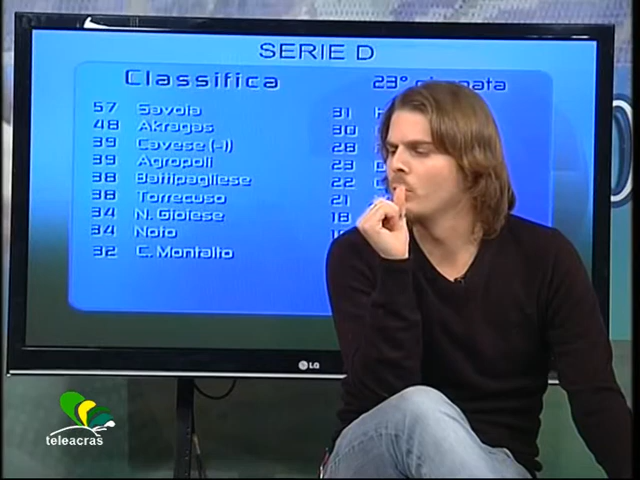 SERIE D
Classifica
23° giornata
57 Savoia
48 Akragas
39 Cavese (-1)
39 Agropoli
38 Battipagliese
38 Torrecuso
34 N. Gioiese
34 Noto
32 C. Montalto
31
30
28
23
22
21
18
LG
teleacras